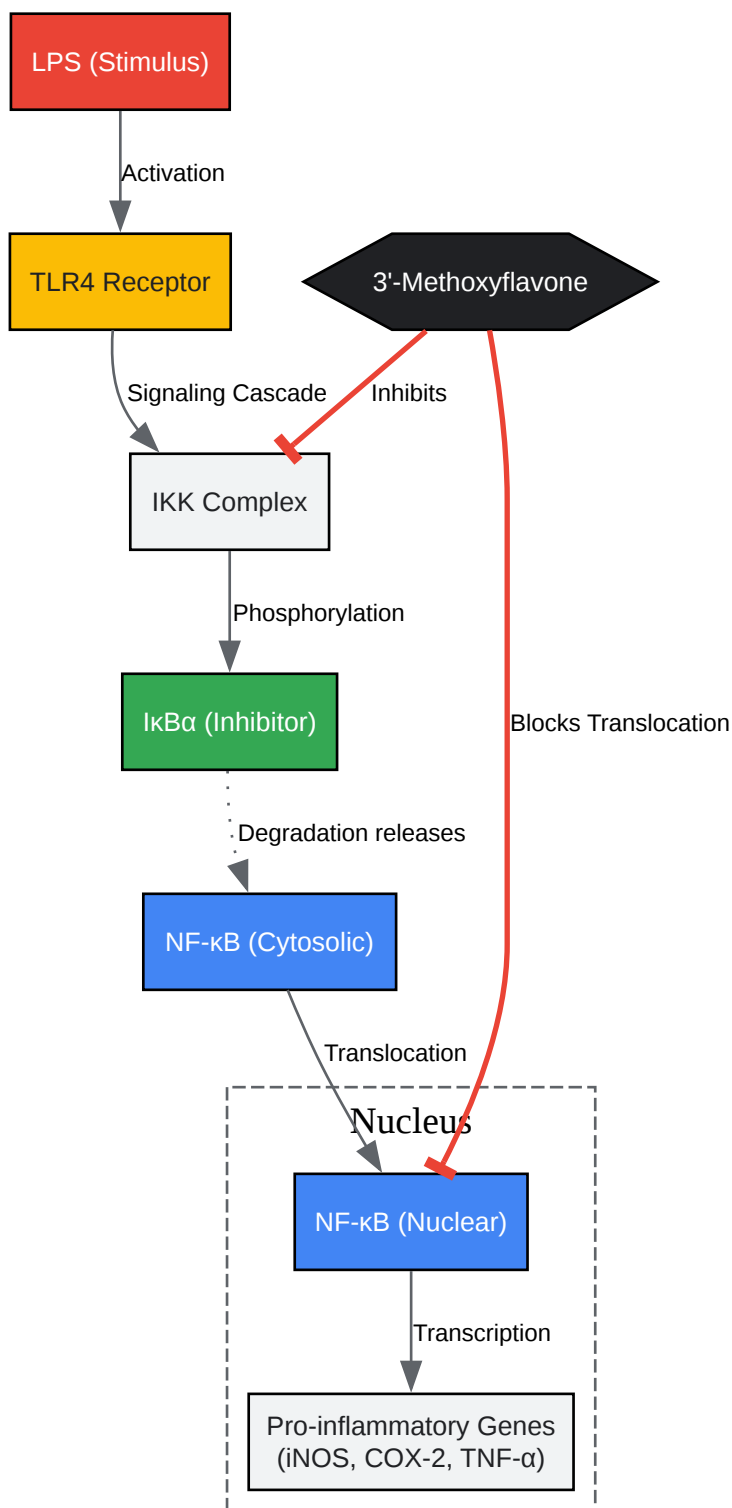 LPS (Stimulus)
Activation
TLR4 Receptor
3'-Methoxyflavone
Signaling Cascade
Inhibits
IKK Complex
Phosphorylation
IκBα (Inhibitor)
Blocks Translocation
Degradation releases
NF-κB (Cytosolic)
Translocation
Nucleus
NF-κB (Nuclear)
Transcription
Pro-inflammatory Genes
(iNOS, COX-2, TNF-α)